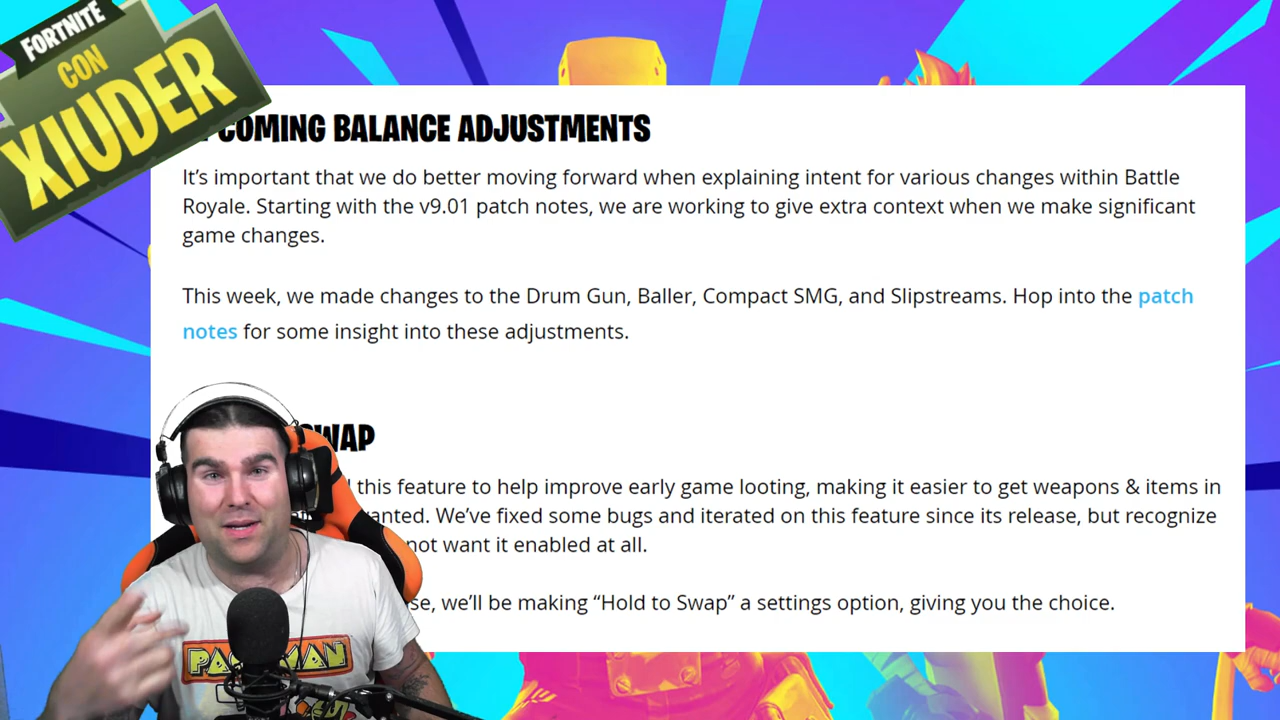 FORTNITE
CON
XIUDER
COMING BALANCE ADJUSTMENTS
It's important that we do better moving forward when explaining intent for various changes within Battle
Royale. Starting with the v9.01 patch notes, we are working to give extra context when we make significant
game changes.
This week, we made changes to the Drum Gun, Baller, Compact SMG, and Slipstreams. Hop into the patch
notes for some insight into these adjustments.
SWAP
this feature to help improve early game looting, making it easier to get weapons & items in
wanted. We've fixed some bugs and iterated on this feature since its release, but recognize
not want it enabled at all.
we'll be making "Hold to Swap" a settings option, giving you the choice.